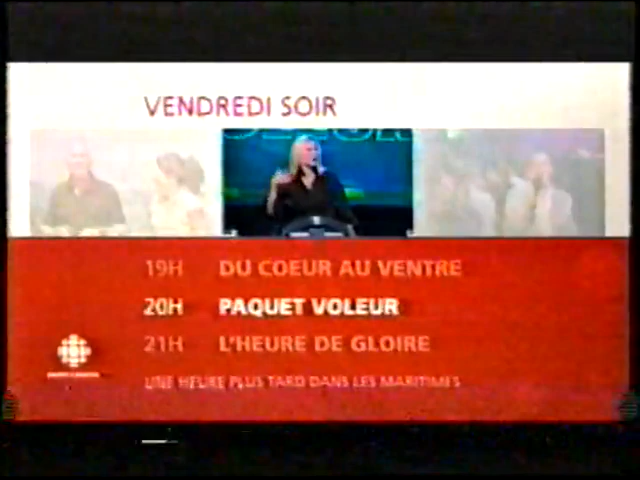 VENDREDI SOIR
19H DU COEUR AU VENTRE
20H PAQUET VOLEUR
21H L'HEURE DE GLOIRE
UNE HEURE PLUS TARD DANS LES MARITIMES